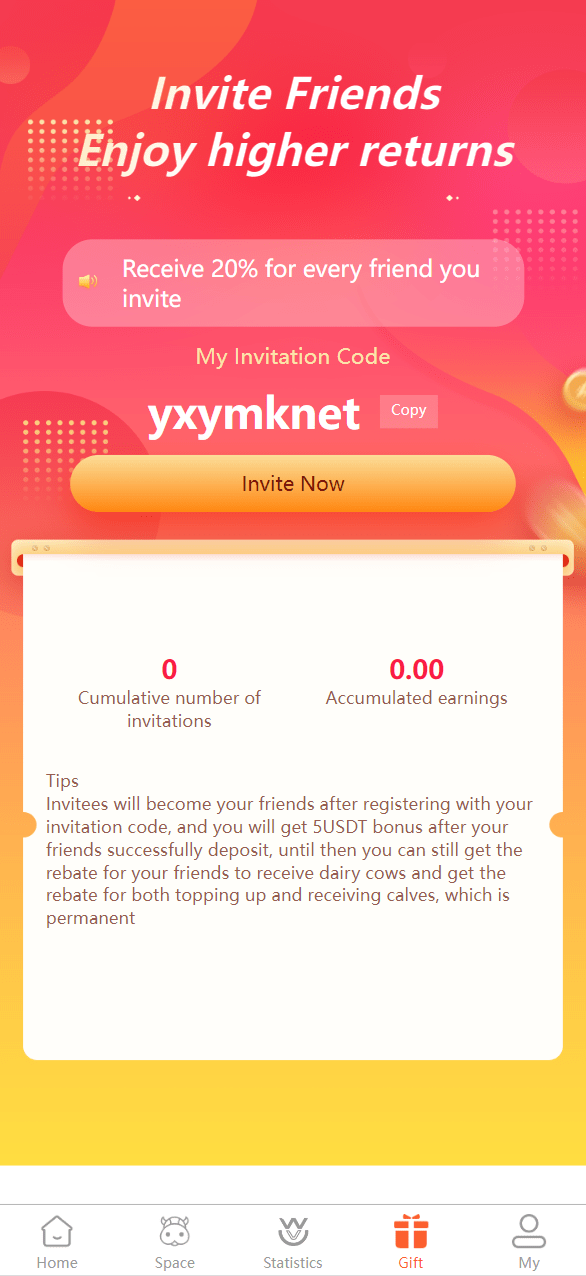 Invite Friends
Enjoy higher returns
Receive 20% for every friend you
invite
My Invitation Code
yxymknet
Copy
Invite Now
0
Cumulative number of
invitations
0.00
Accumulated earnings
Tips
Invitees will become your friends after registering with your
invitation code, and you will get 5USDT bonus after your
friends successfully deposit, until then you can still get the
rebate for your friends to receive dairy cows and get the
rebate for both topping up and receiving calves, which is
permanent
Home
Space
Statistics
Gift
My